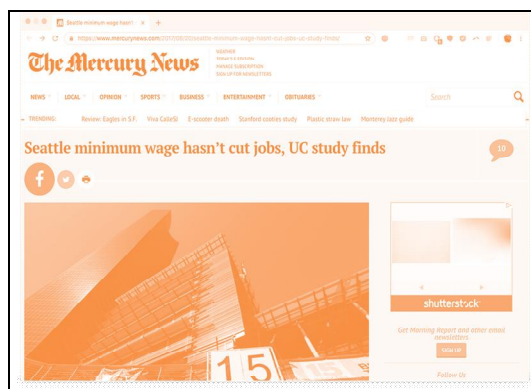 Seattle minimum wage hasn't
https://www.mercurynews.com/2017/06/20/seattle-minimum-wage-hasnt-cut-jobs-uc-study-finds/
The Mercury News
WEATHER
MANAGE SUBSCRIPTION
SIGN UP FOR NEWSLETTERS
NEWS LOCAL OPINION SPORTS BUSINESS ENTERTAINMENT OBITUARIES Search
TRENDING: Review: Eagles in S.F. Viva CalleSJ E-scooter death Stanford coxties study Plastic straw law Monterey Jazz guide
Seattle minimum wage hasn't cut jobs, UC study finds
10
15
shutterstock
Get Morning Report and other email
newsletters
SIGN UP
Follow Us